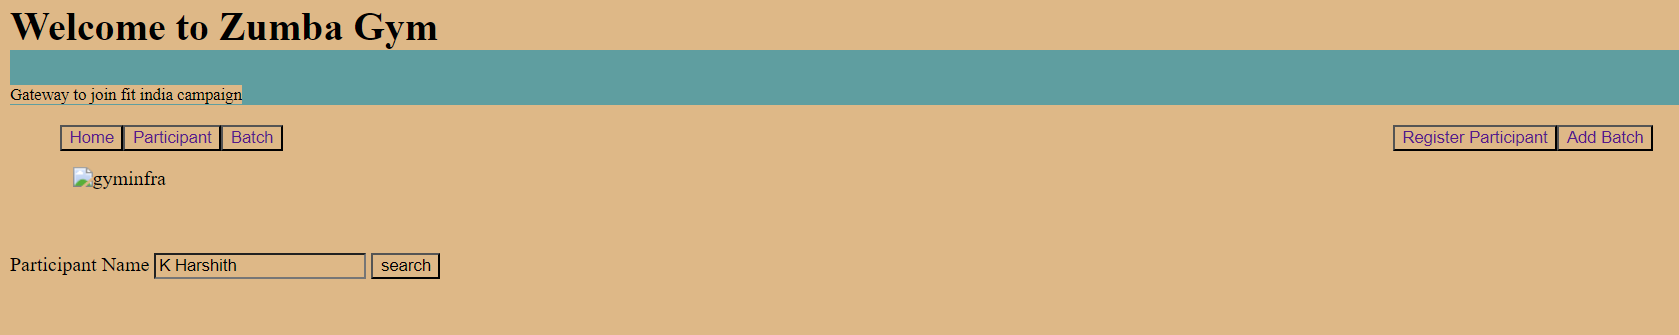 Welcome to Zumba Gym
Gateway to join fit india campaign
Home Participant Batch Register Participant Add Batch
gyminfra
Participant Name K Harshith search